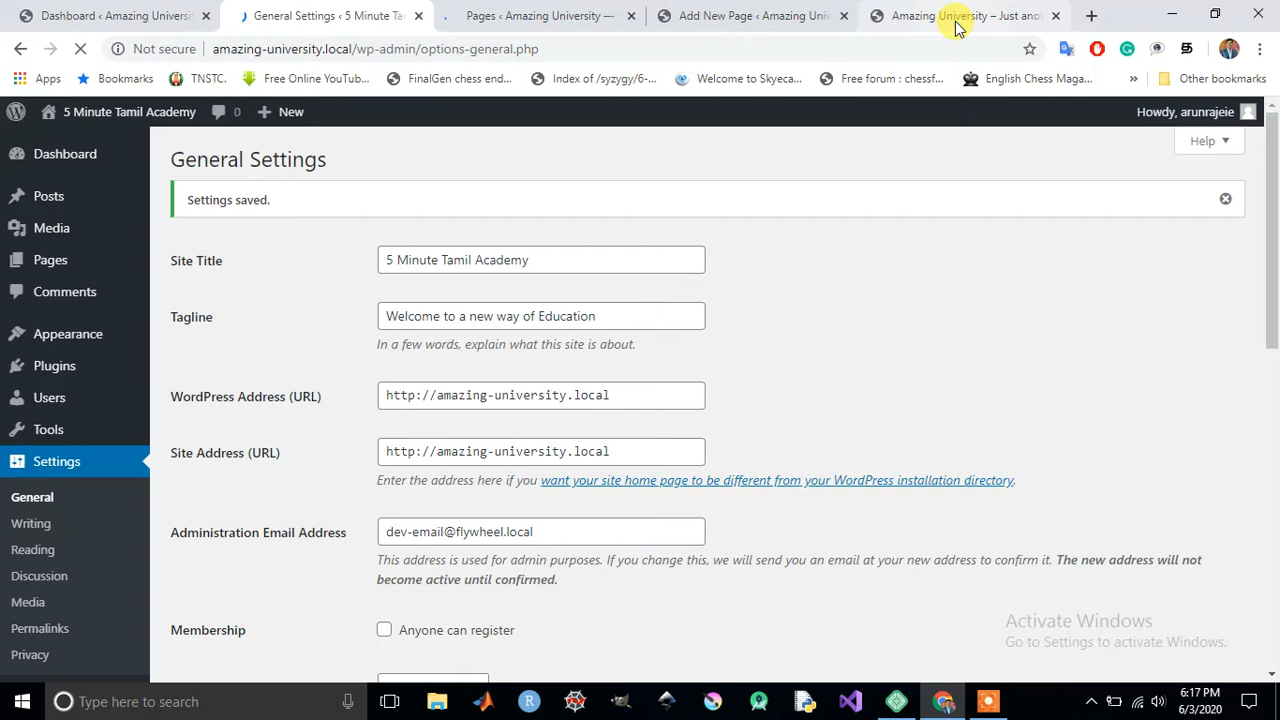 Dashboard ‹ Amazing Universi
General Settings ‹ 5 Minute Ta
Pages ‹ Amazing University —
Add New Page ‹ Amazing Univ
Amazing University – Just anot
Not secure amazing-university.local/wp-admin/options-general.php
Apps Bookmarks TNSTC. Free Online YouTube... FinalGen chess end... Index of /syzygy/6-... Welcome to Skyeca... Free forum : chessf... English Chess Maga... » Other bookmarks
5 Minute Tamil Academy 0 New Howdy, arunrajeie
Help
Dashboard
Posts
Media
Pages
Comments
Appearance
Plugins
Users
Tools
Settings
General
Writing
Reading
Discussion
Media
Permalinks
Privacy
General Settings
Settings saved.
Site Title 5 Minute Tamil Academy
Tagline Welcome to a new way of Education
In a few words, explain what this site is about.
WordPress Address (URL) http://amazing-university.local
Site Address (URL) http://amazing-university.local
Enter the address here if you want your site home page to be different from your WordPress installation directory.
Administration Email Address dev-email@flywheel.local
This address is used for admin purposes. If you change this, we will send you an email at your new address to confirm it. The new address will not
become active until confirmed.
Membership Anyone can register
Activate Windows
Go to Settings to activate Windows.
Type here to search
6:17 PM
6/3/2020